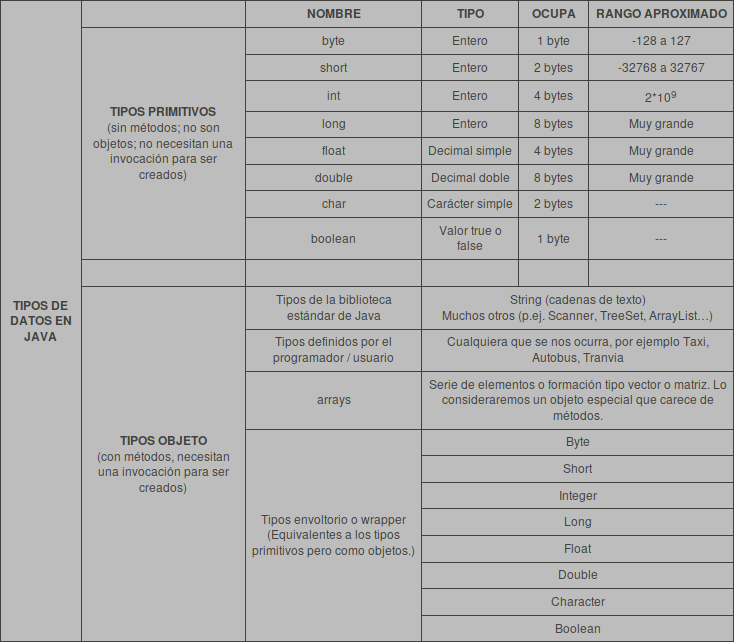 NOMBRE
TIPO
OCUPA
RANGO APROXIMADO
TIPOS DE
DATOS EN
JAVA
TIPOS PRIMITIVOS
(sin métodos; no son
objetos; no necesitan una
invocación para ser
creados)
byte
Entero
1 byte
-128 a 127
short
Entero
2 bytes
-32768 a 32767
int
Entero
4 bytes
2*10⁹
long
Entero
8 bytes
Muy grande
float
Decimal simple
4 bytes
Muy grande
double
Decimal doble
8 bytes
Muy grande
char
Carácter simple
2 bytes
---
boolean
Valor true o
false
1 byte
---
TIPOS OBJETO
(con métodos, necesitan
una invocación para ser
creados)
Tipos de la biblioteca
estándar de Java
String (cadenas de texto)
Muchos otros (p.ej. Scanner, TreeSet, ArrayList…)
Tipos definidos por el
programador / usuario
Cualquiera que se nos ocurra, por ejemplo Taxi,
Autobus, Tranvia
arrays
Serie de elementos o formación tipo vector o matriz. Lo
consideraremos un objeto especial que carece de
métodos.
Tipos envoltorio o wrapper
(Equivalentes a los tipos
primitivos pero como objetos.)
Byte
Short
Integer
Long
Float
Double
Character
Boolean